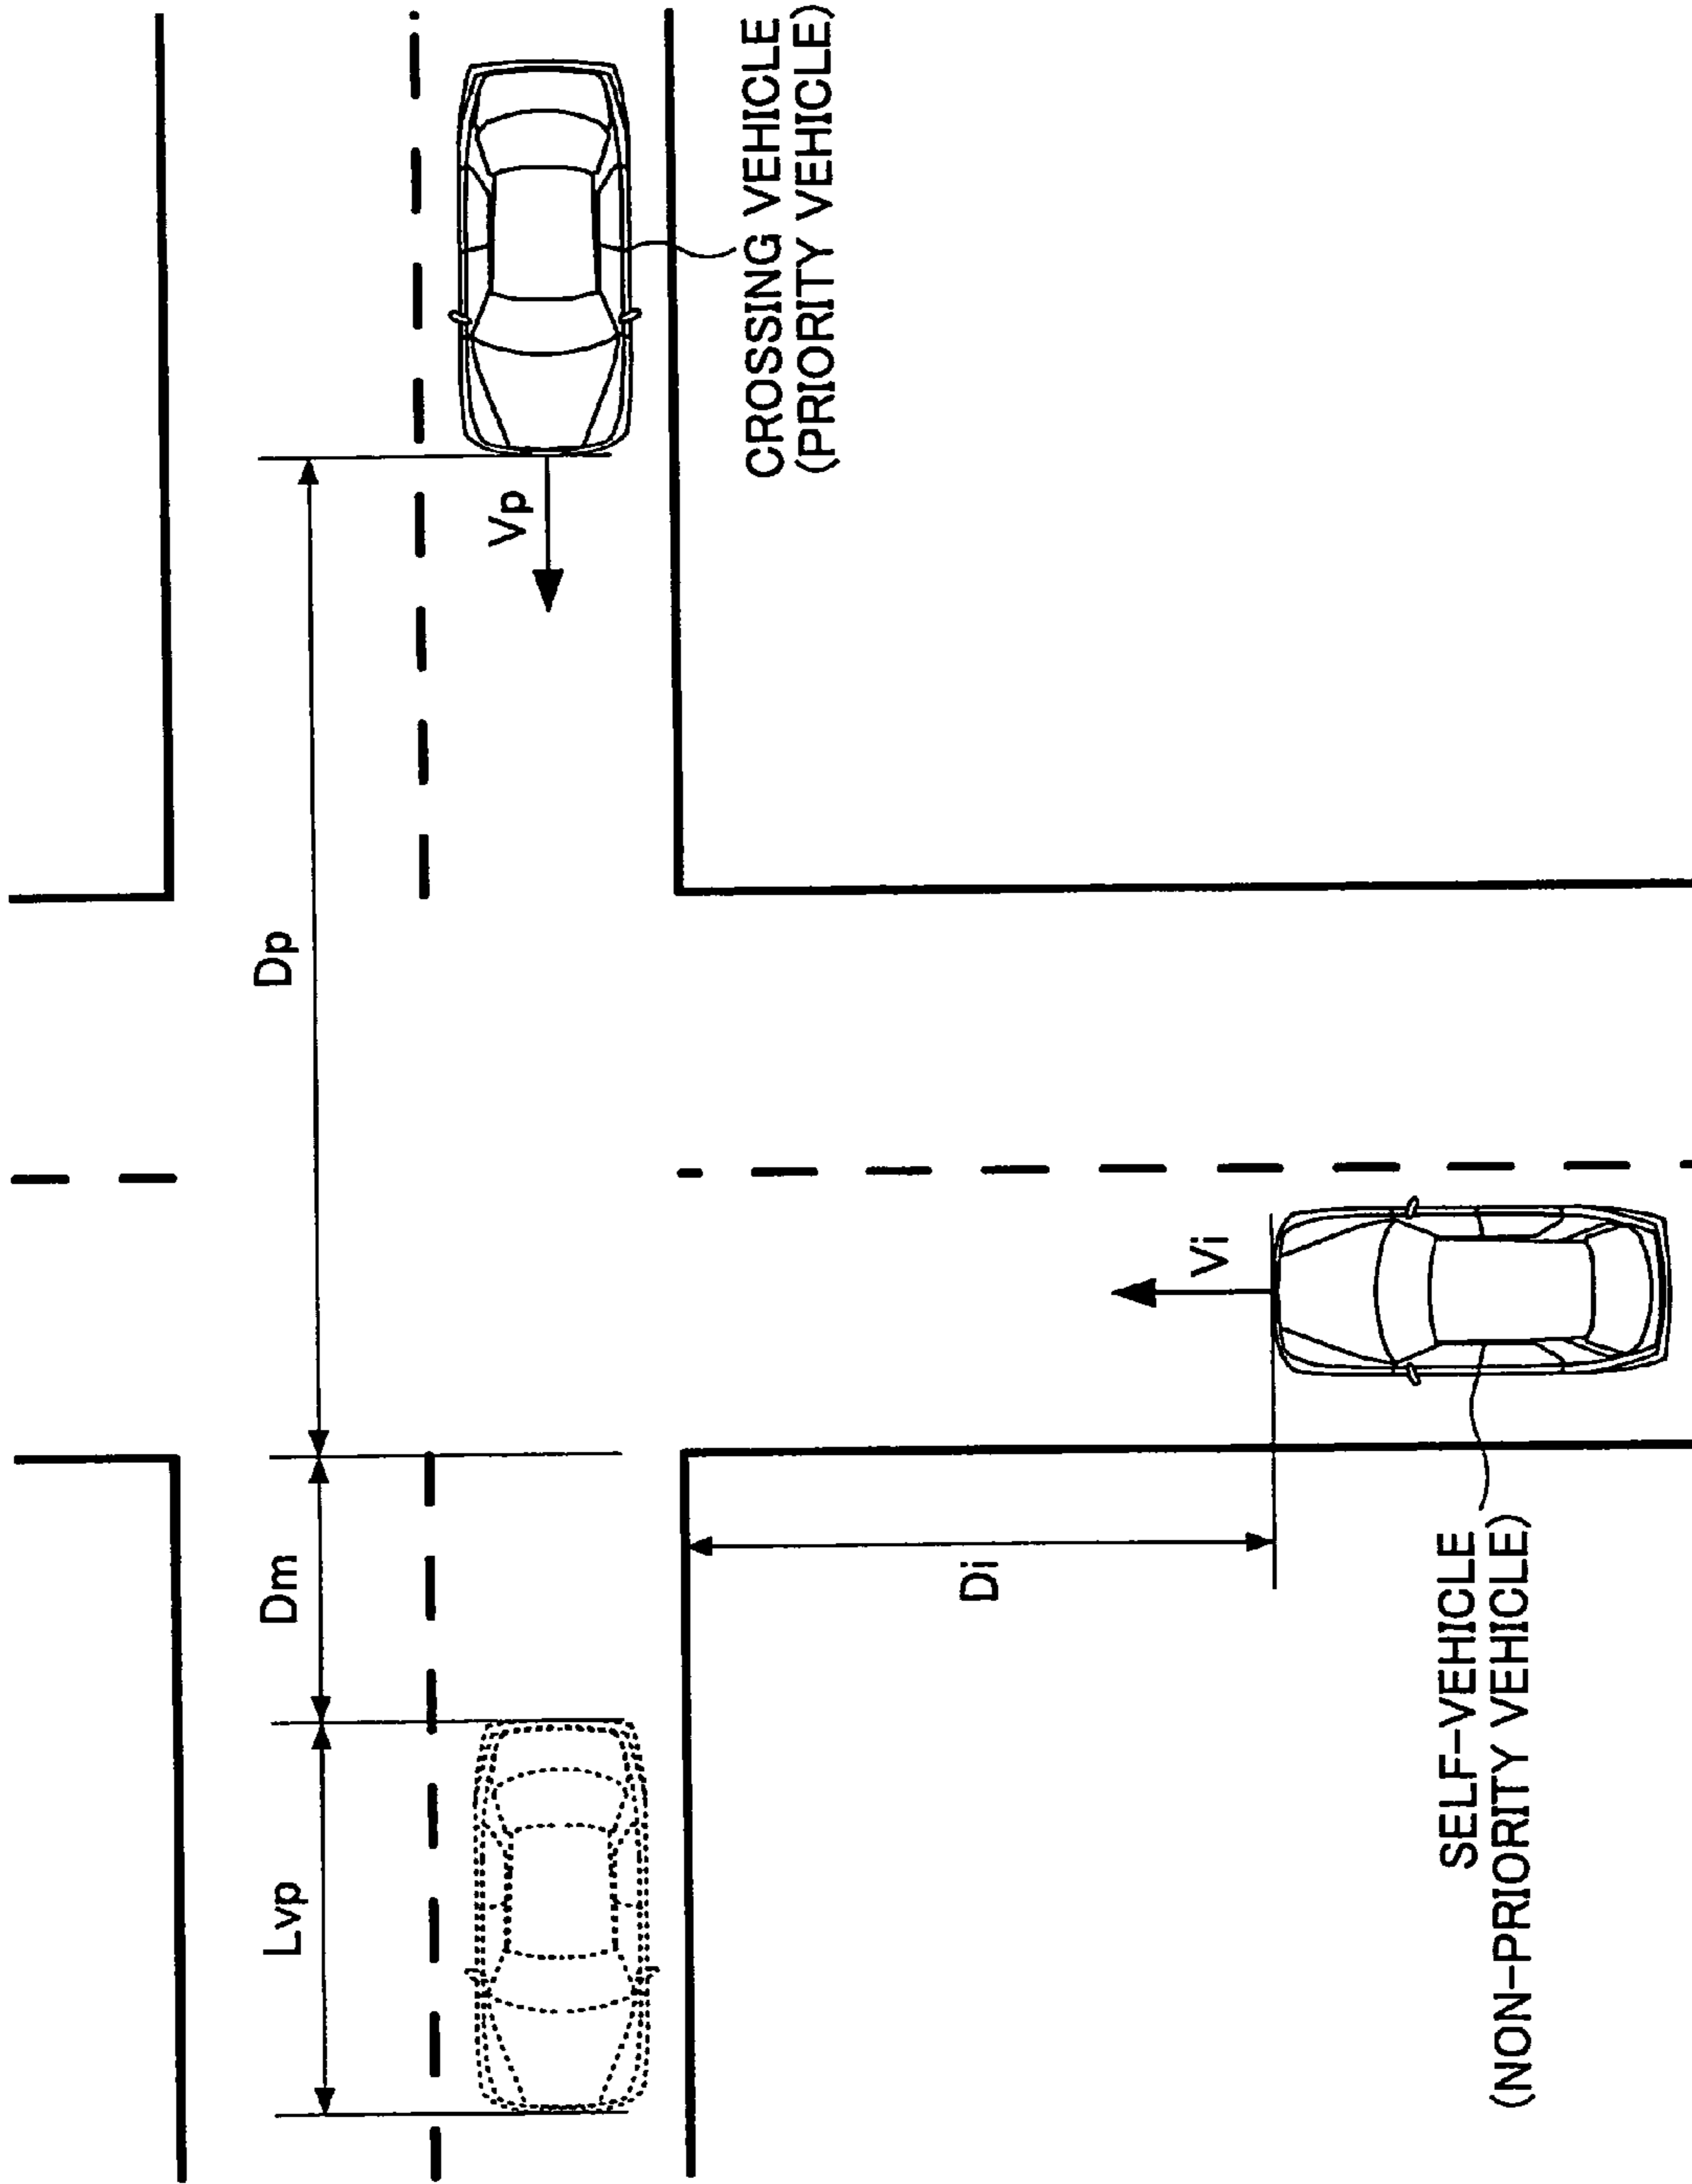 Lvp
Dm
Dp
Vp
CROSSING VEHICLE
(PRIORITY VEHICLE)
Di
Vi
SELF-VEHICLE
(NON-PRIORITY VEHICLE)